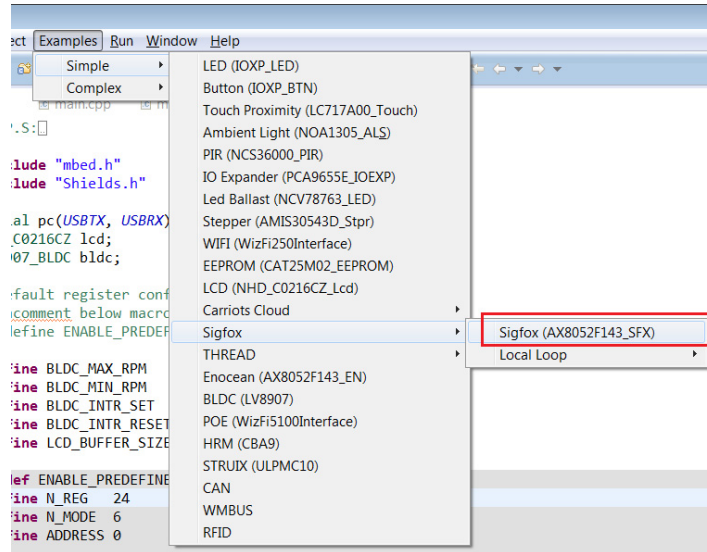 ect Examples Run Window Help
Simple
Complex
LED (IOXP_LED)
Button (IOXP_BTN)
Touch Proximity (LC717A00_Touch)
Ambient Light (NOA1305_ALS)
PIR (NCS36000_PIR)
IO Expander (PCA9655E_IOEXP)
Led Ballast (NCV78763_LED)
Stepper (AMIS30543D_Stpr)
WIFI (WizFi250Interface)
EEPROM (CAT25M02_EEPROM)
LCD (NHD_C0216CZ_Lcd)
Carriots Cloud
Sigfox
THREAD
Enocean (AX8052F143_EN)
BLDC (LV8907)
POE (WizFi5100Interface)
HRM (CBA9)
STRUIX (ULPMC10)
CAN
WMBUS
RFID
Sigfox (AX8052F143_SFX)
Local Loop
main.cpp m
.S:
lude "mbed.h"
lude "Shields.h"
al pc(USBTX, USBRX)
_C0216CZ lcd;
07_BLDC bldc;
efault register conf
comment below macro
efine ENABLE_PREDEF
ine BLDC_MAX_RPM
ine BLDC_MIN_RPM
ine BLDC_INTR_SET
ine BLDC_INTR_RESET
ine LCD_BUFFER_SIZE
ef ENABLE_PREDEFINE
ine N_REG 24
ine N_MODE 6
ine ADDRESS 0